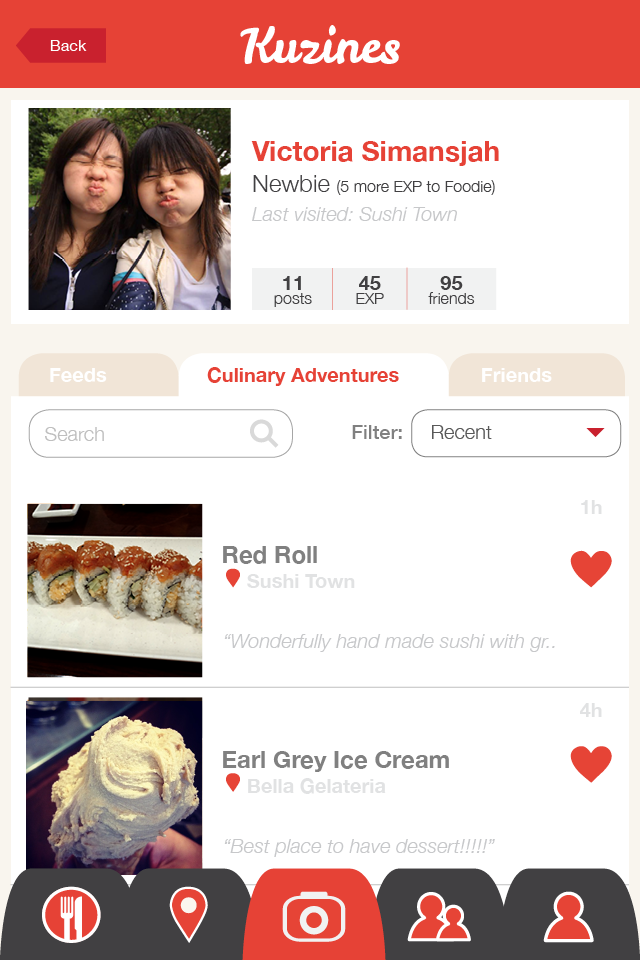 Back
Kuzines
Victoria Simansjah
Newbie (5 more EXP to Foodie)
Last visited: Sushi Town
11 45 95
posts EXP friends
Feeds Culinary Adventures Friends
Search Filter: Recent
1h
Red Roll
Sushi Town
“Wonderfully hand made sushi with gr..
4h
Earl Grey Ice Cream
Bella Gelateria
“Best place to have dessert!!!!!”